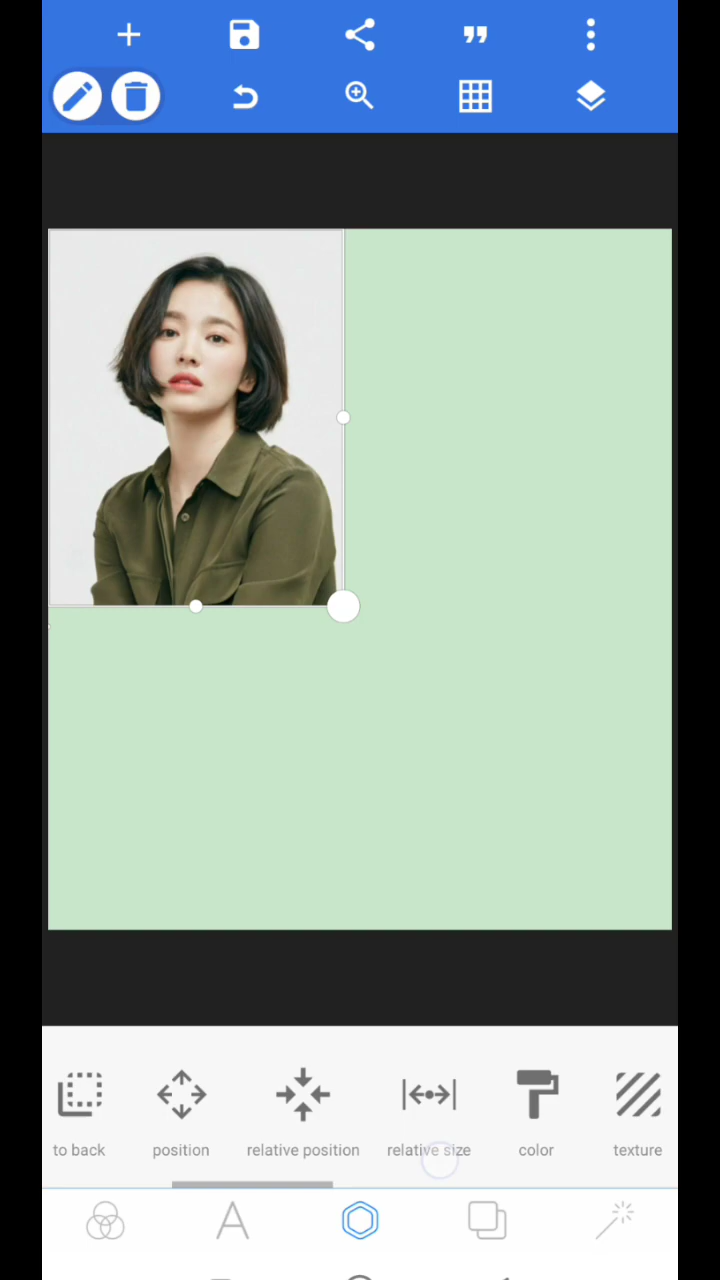 to back
position
relative position
relative size
color
texture